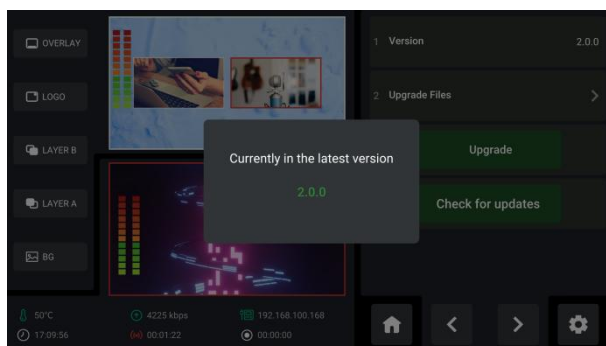 OVERLAY
LOGO
LAYER B
LAYER A
BG
1 Version 2.0.0
2 Upgrade Files
Upgrade
Check for updates
Currently in the latest version
2.0.0
50°C
4225 kbps
192.168.100.168
17:09:56
00:01:22
00:00:00